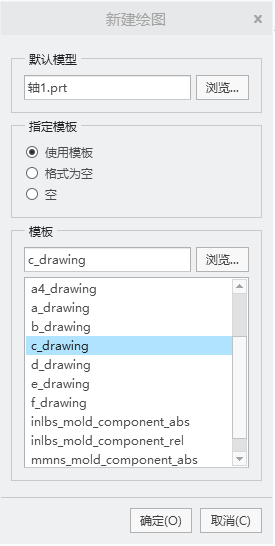 新建绘图
默认模型
轴1.prt 浏览...
指定模板
使用模板
格式为空
空
模板
c_drawing 浏览...
a4_drawing
a_drawing
b_drawing
c_drawing
d_drawing
e_drawing
f_drawing
inlbs_mold_component_abs
inlbs_mold_component_rel
mmns_mold_component_abs
确定(O) 取消(C)